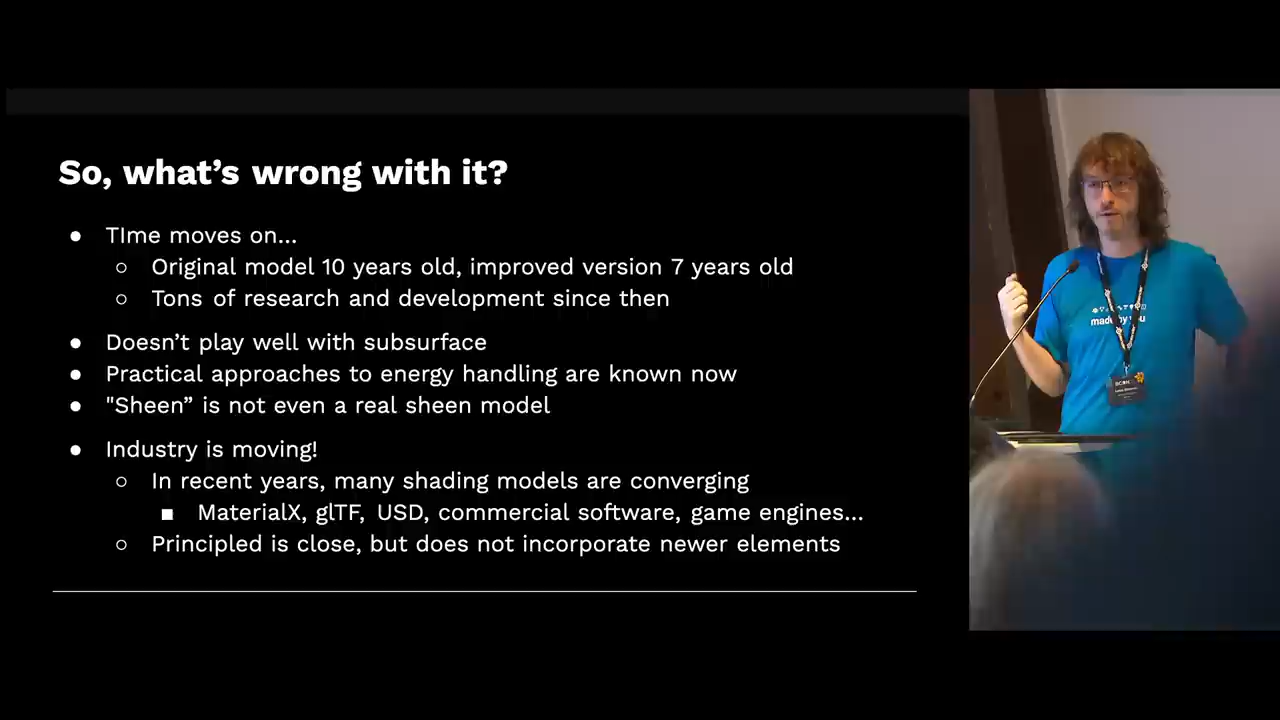 So, what's wrong with it?
● TIme moves on...
○ Original model 10 years old, improved version 7 years old
○ Tons of research and development since then
● Doesn’t play well with subsurface
● Practical approaches to energy handling are known now
● "Sheen” is not even a real sheen model
● Industry is moving!
○ In recent years, many shading models are converging
■ MaterialX, glTF, USD, commercial software, game engines...
○ Principled is close, but does not incorporate newer elements
made by you